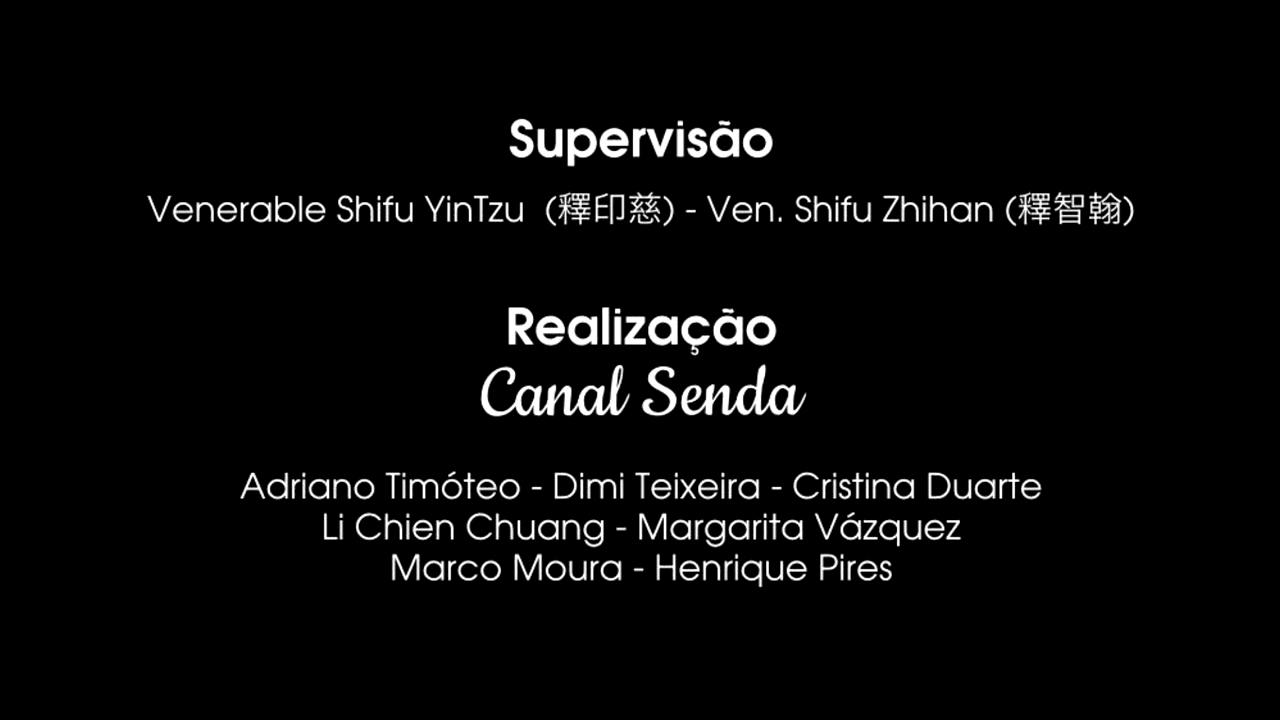 Supervisão
Venerable Shifu YinTzu (釋印慈) - Ven. Shifu Zhihan (釋智翰)
Realização
Canal Senda
Adriano Timóteo - Dimi Teixeira - Cristina Duarte
Li Chien Chuang - Margarita Vázquez
Marco Moura - Henrique Pires